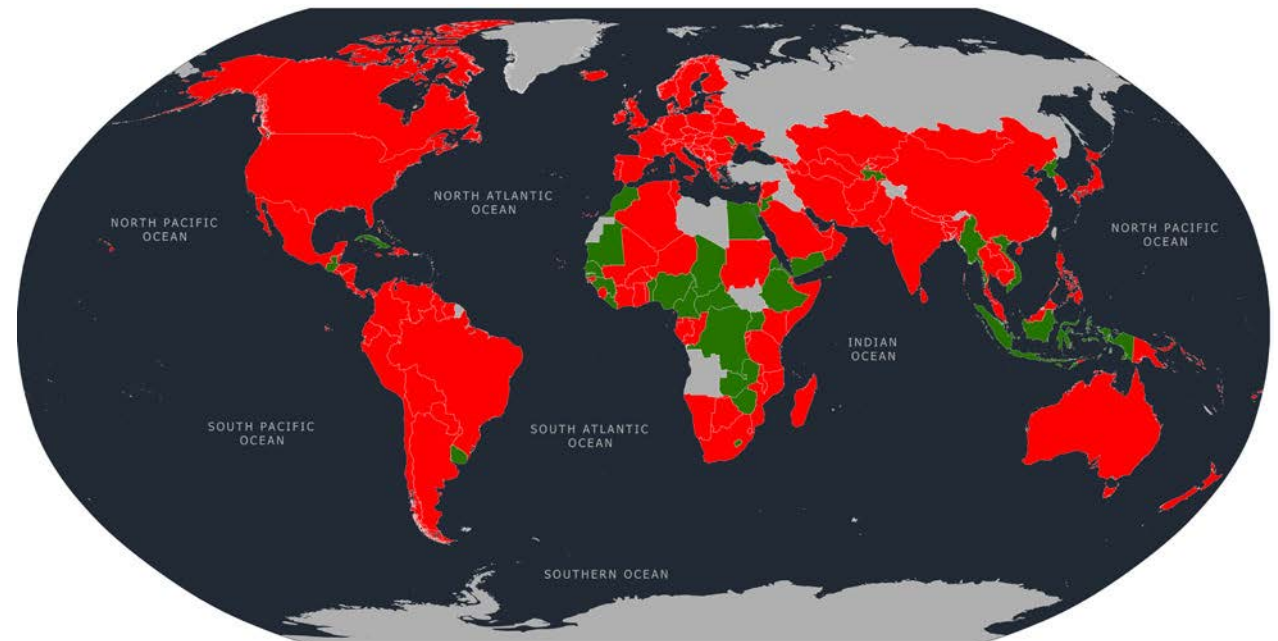 NORTH ATLANTIC
OCEAN
NORTH PACIFIC
OCEAN
NORTH PACIFIC
OCEAN
INDIAN
OCEAN
SOUTH PACIFIC
OCEAN
SOUTH ATLANTIC
OCEAN
SOUTHERN OCEAN